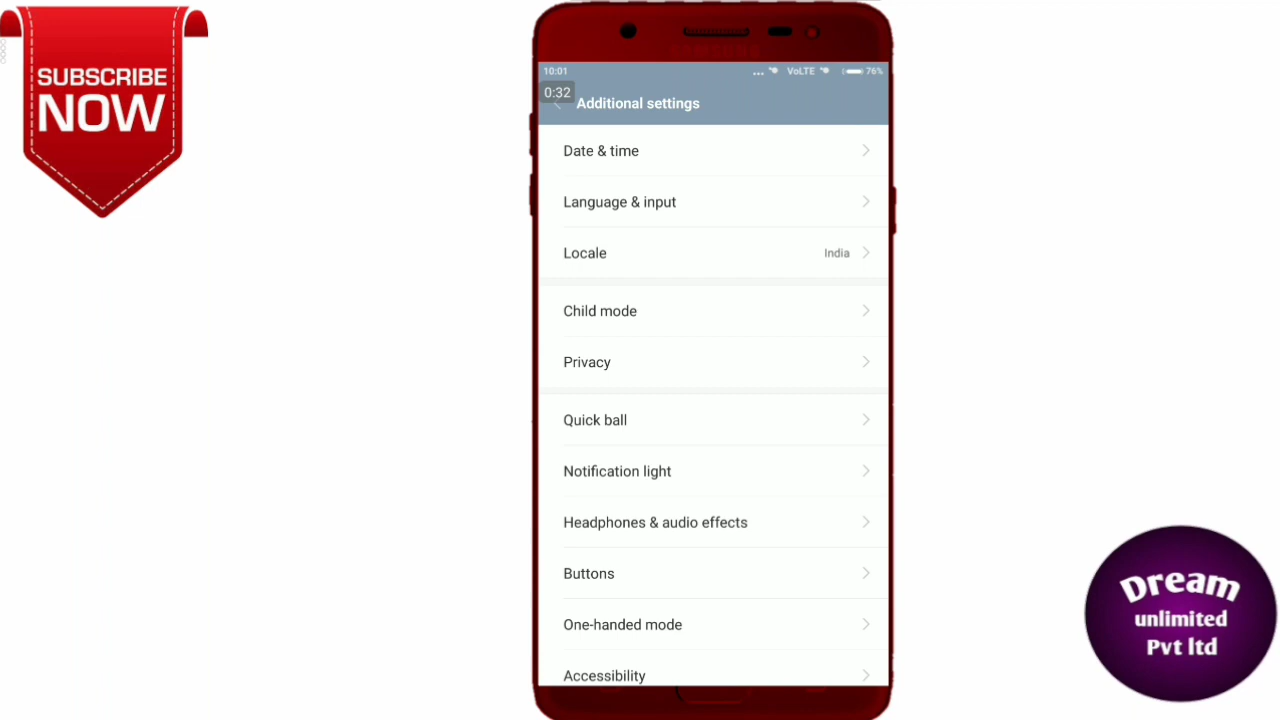 SUBSCRIBE
NOW
SAMSUNG
10:01
... VoLTE 76%
0:32
Additional settings
Date & time
Language & input
Locale India
Child mode
Privacy
Quick ball
Notification light
Headphones & audio effects
Buttons
One-handed mode
Accessibility
Dream
unlimited
Pvt ltd